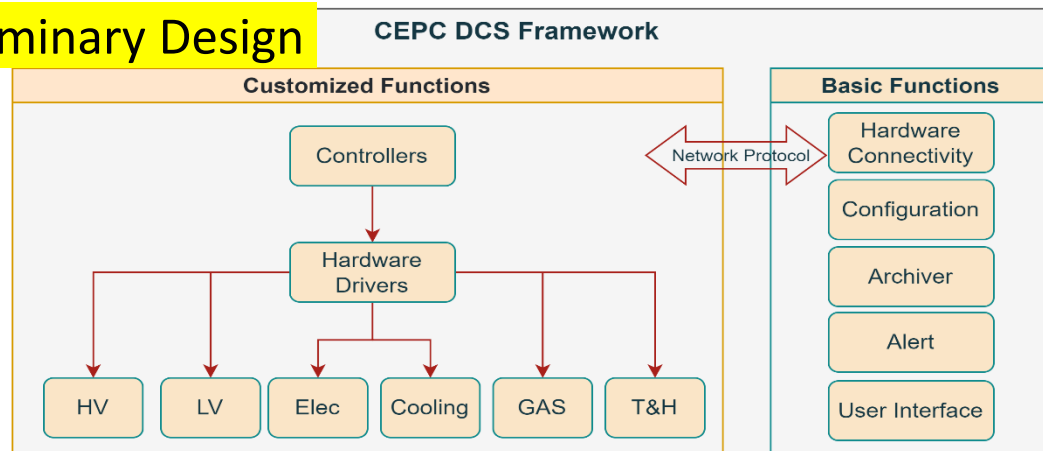 minary Design
CEPC DCS Framework
Customized Functions
Basic Functions
Controllers
Network Protocol
Hardware
Connectivity
Configuration
Hardware
Drivers
Archiver
Alert
HV
LV
Elec
Cooling
GAS
T&H
User Interface